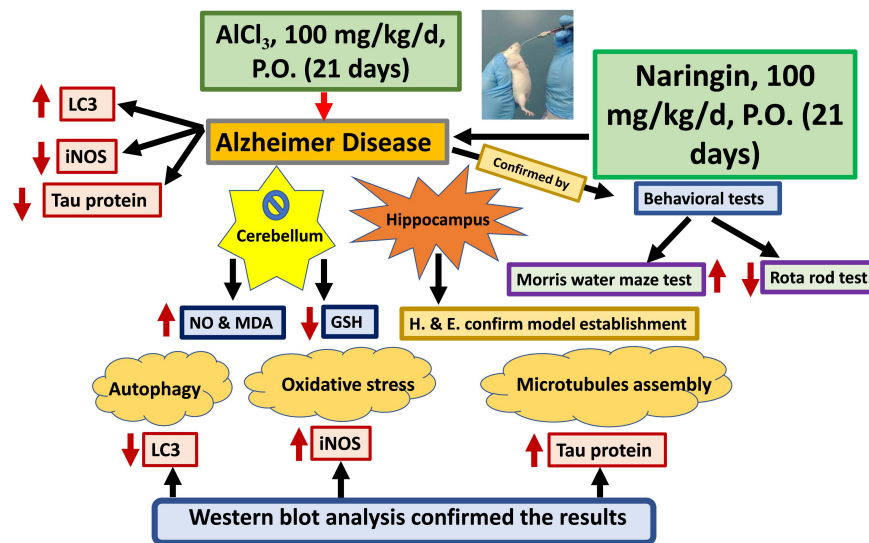 AlCl₃, 100 mg/kg/d,
P.O. (21 days)
Naringin, 100
mg/kg/d, P.O. (21
days)
LC3
iNOS
Tau protein
Alzheimer Disease
Confirmed by
Behavioral tests
Cerebellum
Hippocampus
Morris water maze test
Rota rod test
NO & MDA
GSH
H. & E. confirm model establishment
Autophagy
Oxidative stress
Microtubules assembly
LC3
iNOS
Tau protein
Western blot analysis confirmed the results